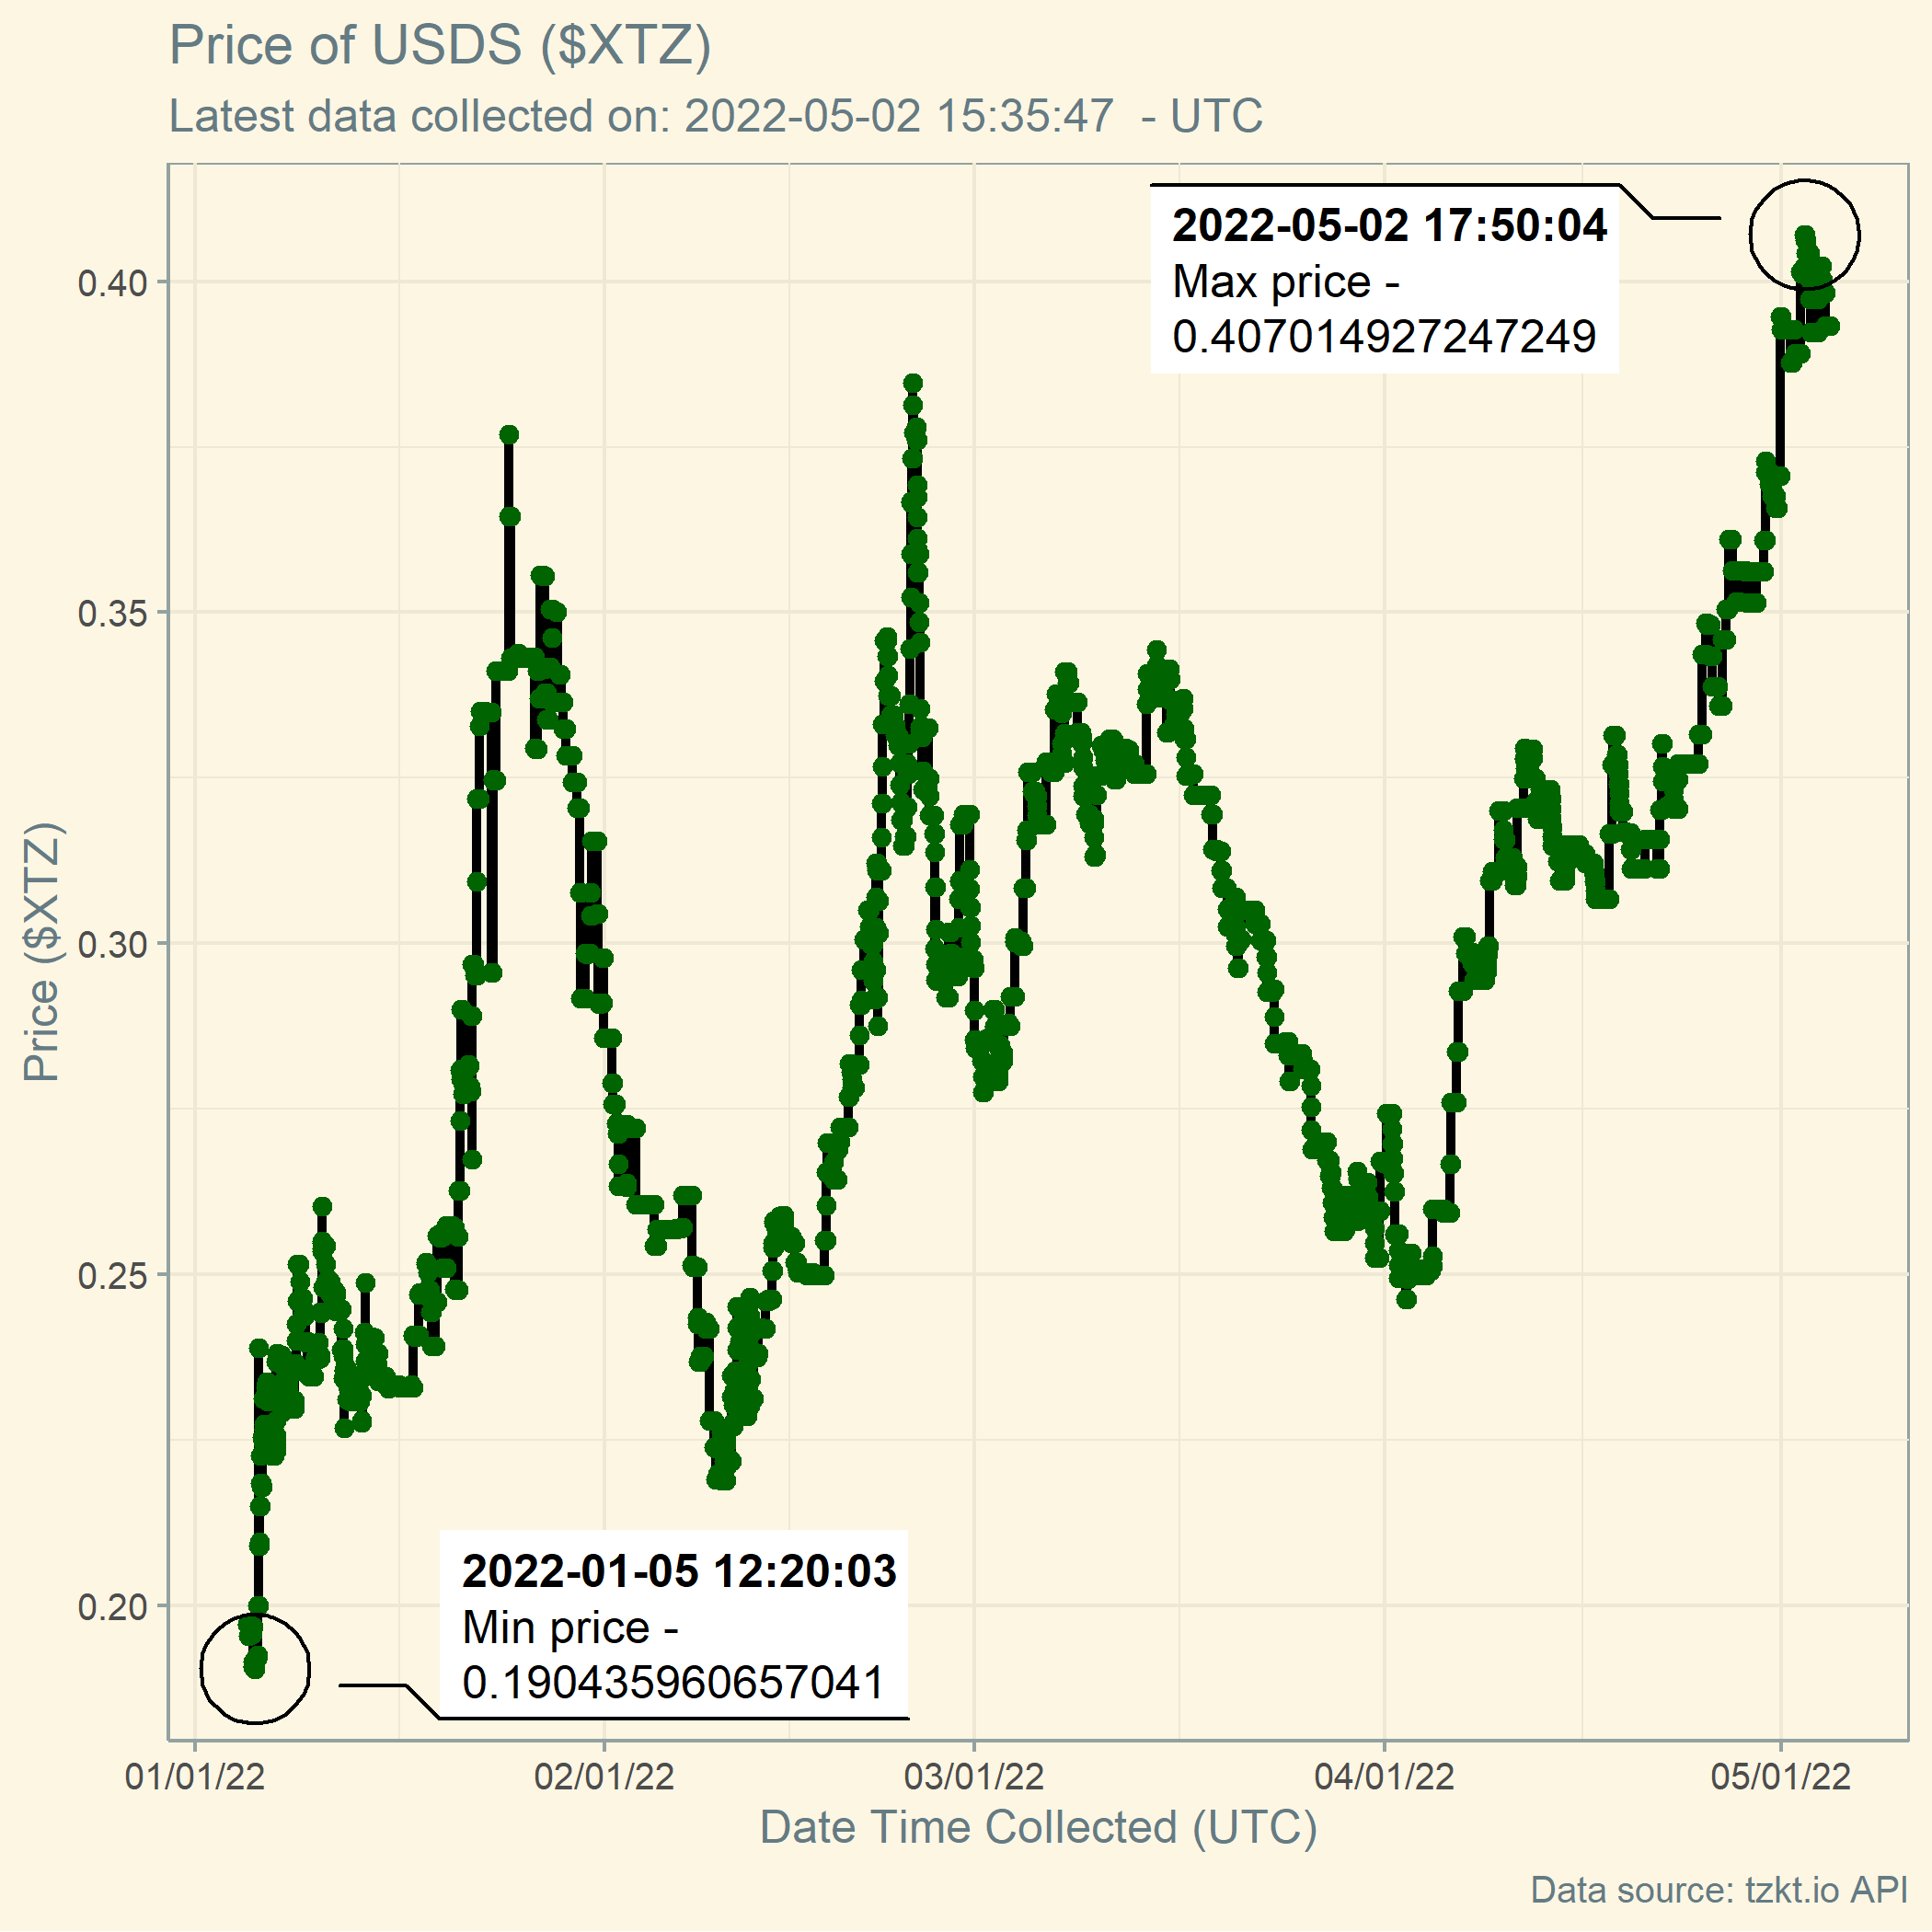 Price of USDS ($XTZ)
Latest data collected on: 2022-05-02 15:35:47  - UTC
2022-05-02 17:50:04
Max price -
0.407014927247249
0.40
0.35
0.30
0.25
0.20
Price ($XTZ)
2022-01-05 12:20:03
Min price -
0.190435960657041
01/01/22
02/01/22
03/01/22
04/01/22
05/01/22
Date Time Collected (UTC)
Data source: tzkt.io API